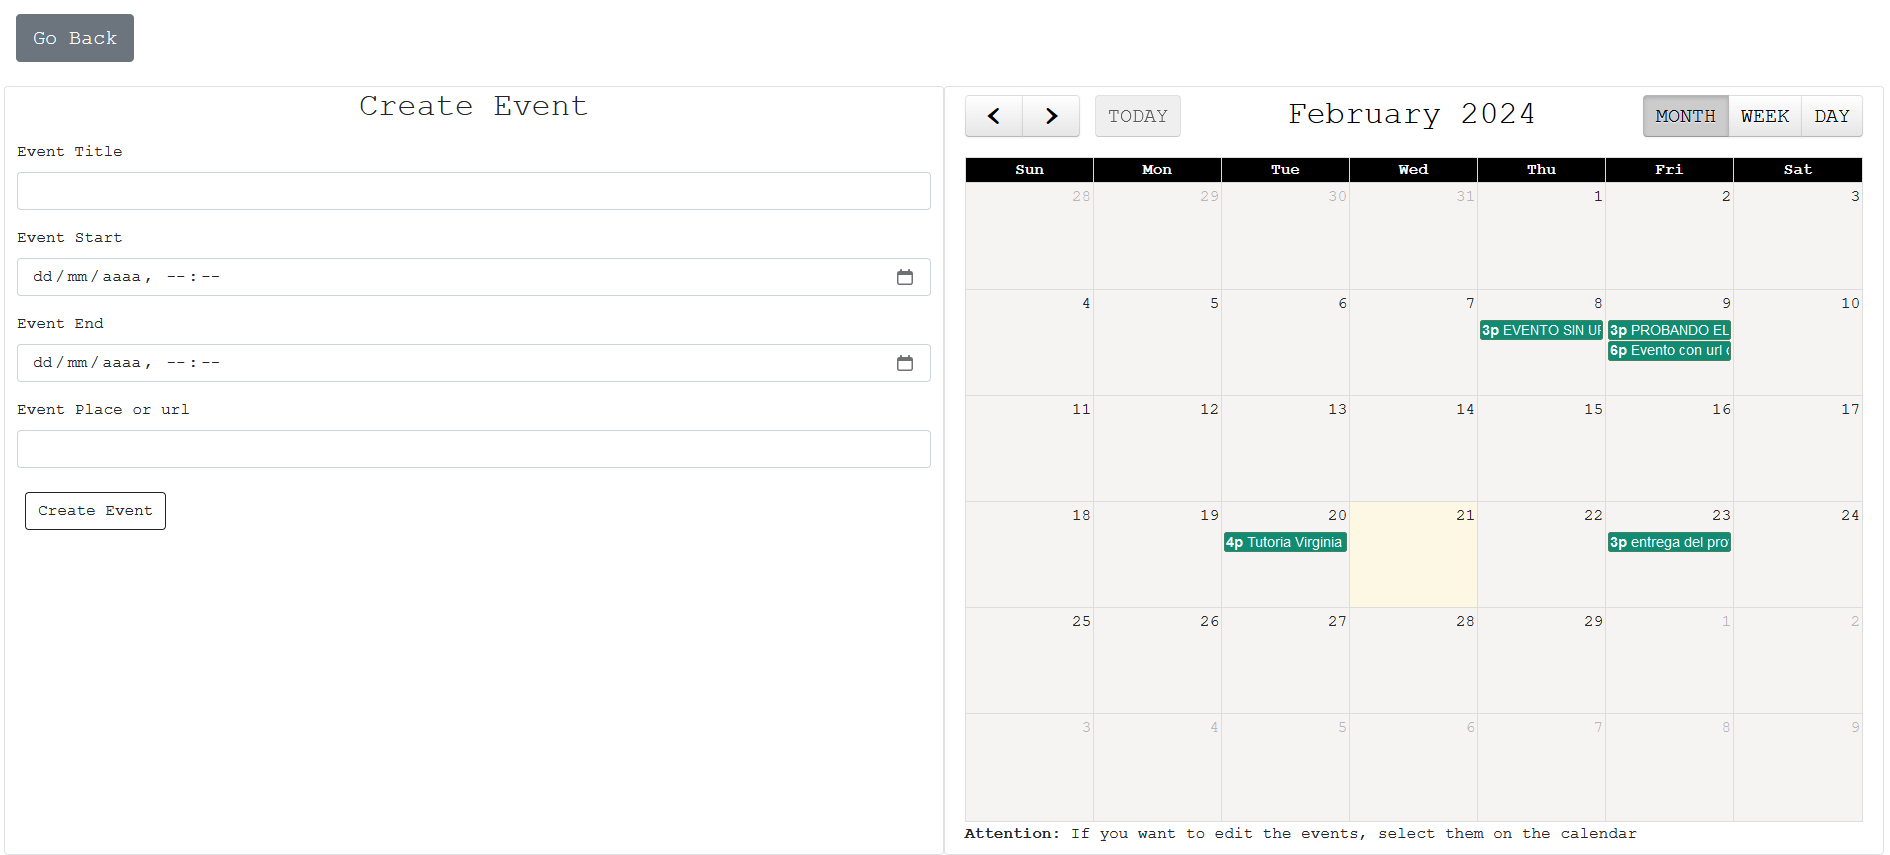 Go Back
Create Event
Event Title
Event Start
dd/mm/aaaa, --:--
Event End
dd/mm/aaaa, --:--
Event Place or url
Create Event
TODAY
February 2024
MONTH WEEK DAY
Sun Mon Tue Wed Thu Fri Sat
28 29 30 31 1 2 3
4 5 6 7 8 9 10
3p EVENTO SIN 3p PROBANDO EL
6p Evento con url
11 12 13 14 15 16 17
18 19 20 21 22 23 24
4p Tutoria Virginia 3p entrega del
25 26 27 28 29 1 2
3 4 5 6 7 8 9
Attention: If you want to edit the events, select them on the calendar